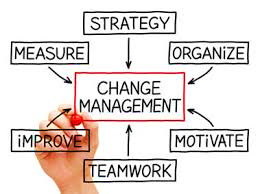 STRATEGY
MEASURE
ORGANiZE
CHANGE
MANAGEMENT
iMPROVE
MOTiVATE
TEAMWORK